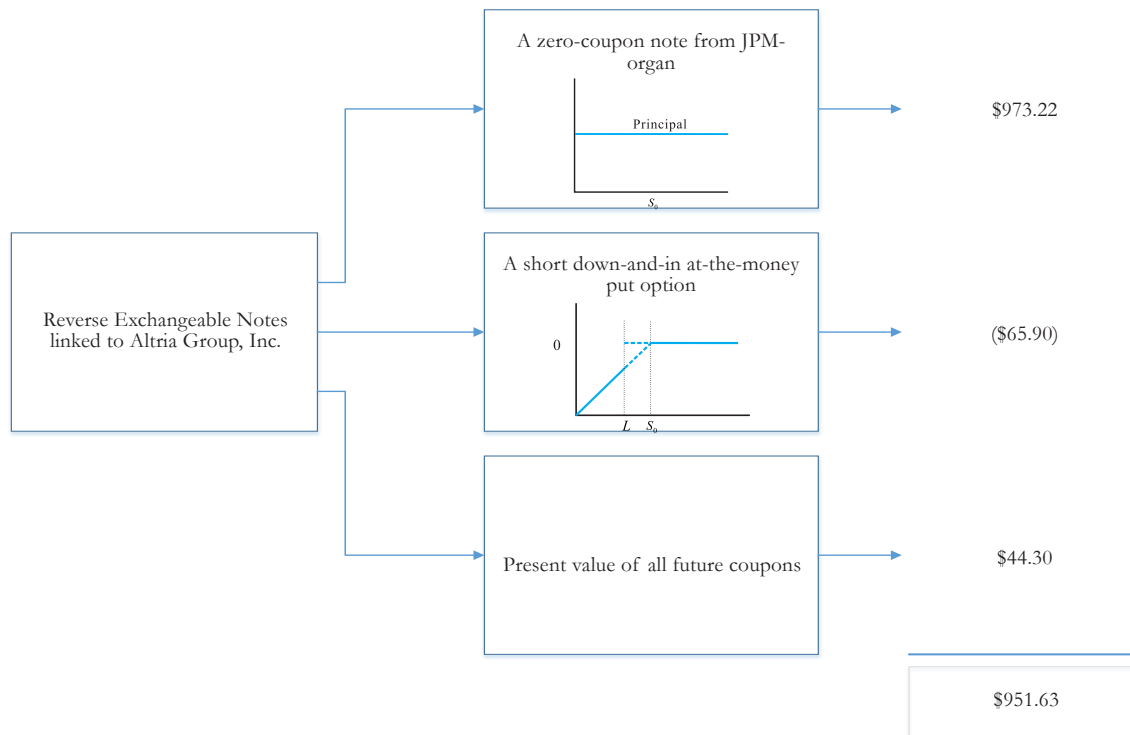 A zero-coupon note from JPM-
organ
Principal
S₀
$973.22
Reverse Exchangeable Notes
linked to Altria Group, Inc.
A short down-and-in at-the-money
put option
0
L S₀
($65.90)
Present value of all future coupons
$44.30
$951.63